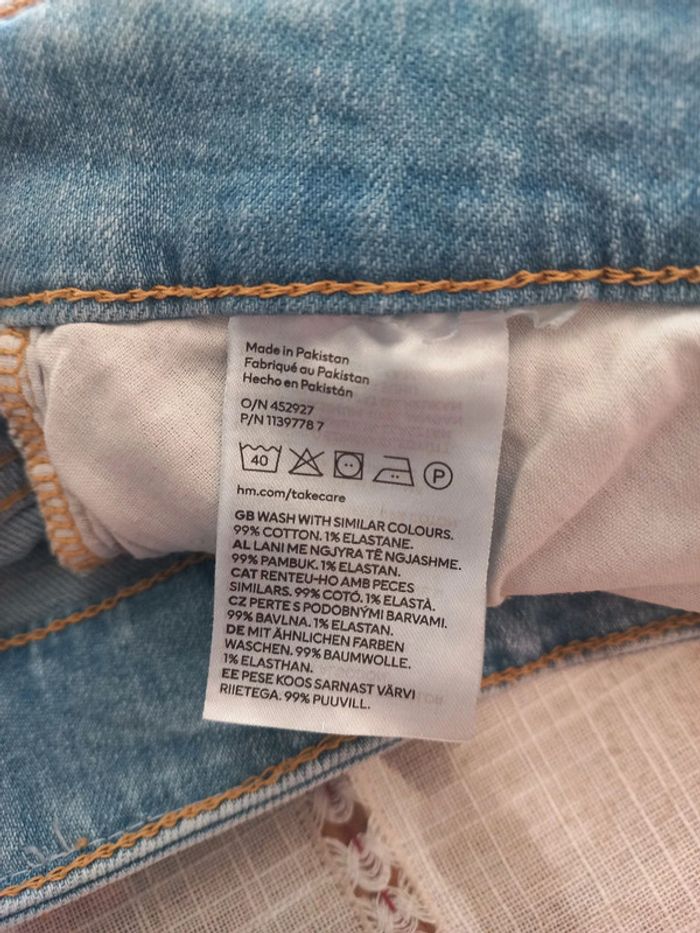 Made in Pakistan
Fabriqué au Pakistan
Hecho en Pakistán
O/N 452927
P/N 1139778 7
40
P
hm.com/takecare
GB WASH WITH SIMILAR COLOURS.
99% COTTON. 1% ELASTANE.
AL LANI ME NGJYRA TË NGJASHME.
99% PAMBUK. 1% ELASTAN.
CAT RENTEU-HO AMB PECES
SIMILARS. 99% COTÓ. 1% ELASTÀ.
CZ PERTE S PODOBNÝMI BARVAMI.
99% BAVLNA. 1% ELASTAN.
DE MIT ÄHNLICHEN FARBEN
WASCHEN. 99% BAUMWOLLE.
1% ELASTHAN.
EE PESE KOOS SARNAST VÄRVI
RIIETEGA. 99% PUUVILL.